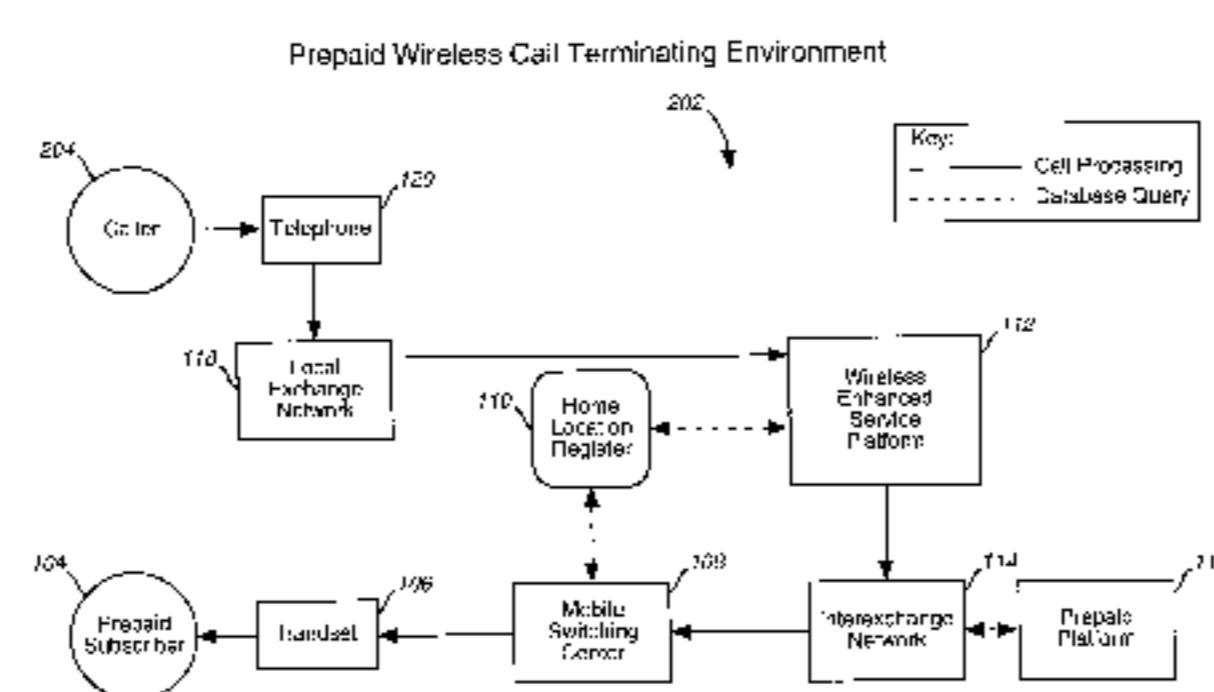 Prepaid Wireless Call Terminating Environment
202
Key:
Call Processing
Database Query
204
Caller
120
Telephone
118
Local
Exchange
Network
112
Wireless
Enhanced
Service
Platform
110
Home
Location
Register
104
Prepaid
Subscriber
106
Handset
108
Mobile
Switching
Center
114
Interexchange
Network
11
Prepaid
Platform